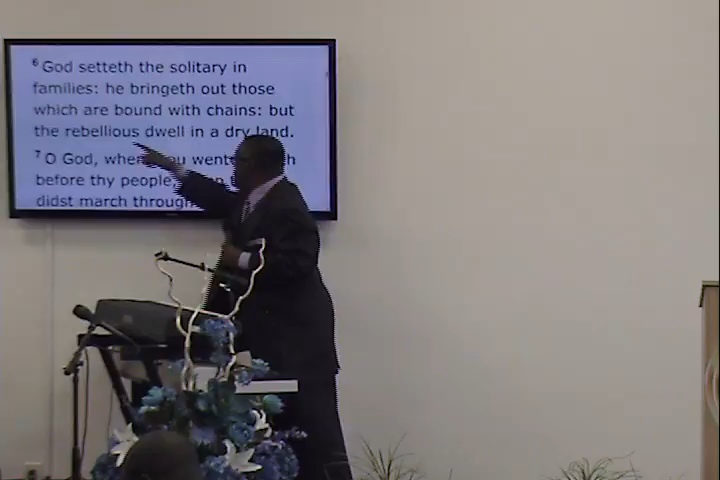 6 God setteth the solitary in
families: he bringeth out those
which are bound with chains: but
the rebellious dwell in a dry land.
7 O God, when went
before thy people,
didst march through